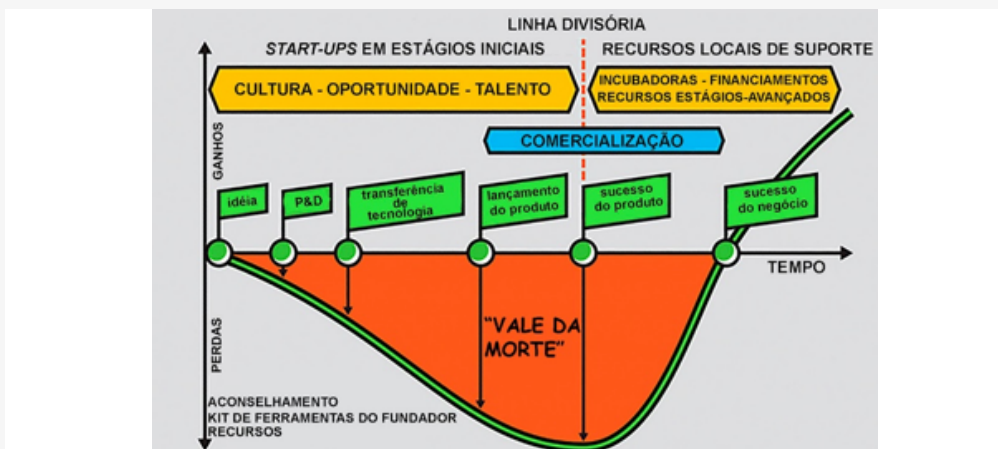 LINHA DIVISÓRIA
START-UPS EM ESTÁGIOS INICIAIS
RECURSOS LOCAIS DE SUPORTE
CULTURA - OPORTUNIDADE - TALENTO
INCUBADORAS - FINANCIAMENTOS
RECURSOS ESTÁGIOS-AVANÇADOS
COMERCIALIZAÇÃO
GANHOS
idéia
P&D
transferência
de
tecnologia
lançamento
do produto
sucesso
do produto
sucesso
do negócio
TEMPO
"VALE DA
MORTE"
PERDAS
ACONSELHAMENTO
KIT DE FERRAMENTAS DO FUNDADOR
RECURSOS